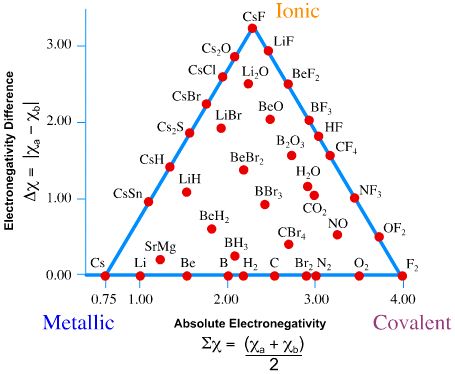 CsF
Ionic
3.00
Cs₂O
LiF
CsCl
Li₂O
BeF₂
CsBr
2.00
LiBr
BeO
BF₃
Cs₂S
HF
B₂O₃
CF₄
CsH
BeBr₂
H₂O
LiH
NF₃
CsSn
1.00
BBr₃
CO₂
BeH₂
NO
OF₂
CBr₄
SrMg
BH₃
Cs
Li
Be
B
H₂
C
Br₂
N₂
O₂
F₂
0.00
0.75
1.00
2.00
3.00
4.00
Electronegativity Difference
Δχ = |χₐ − χ_b|
Metallic
Absolute Electronegativity
Covalent
Σχ = (χₐ + χ_b)
2